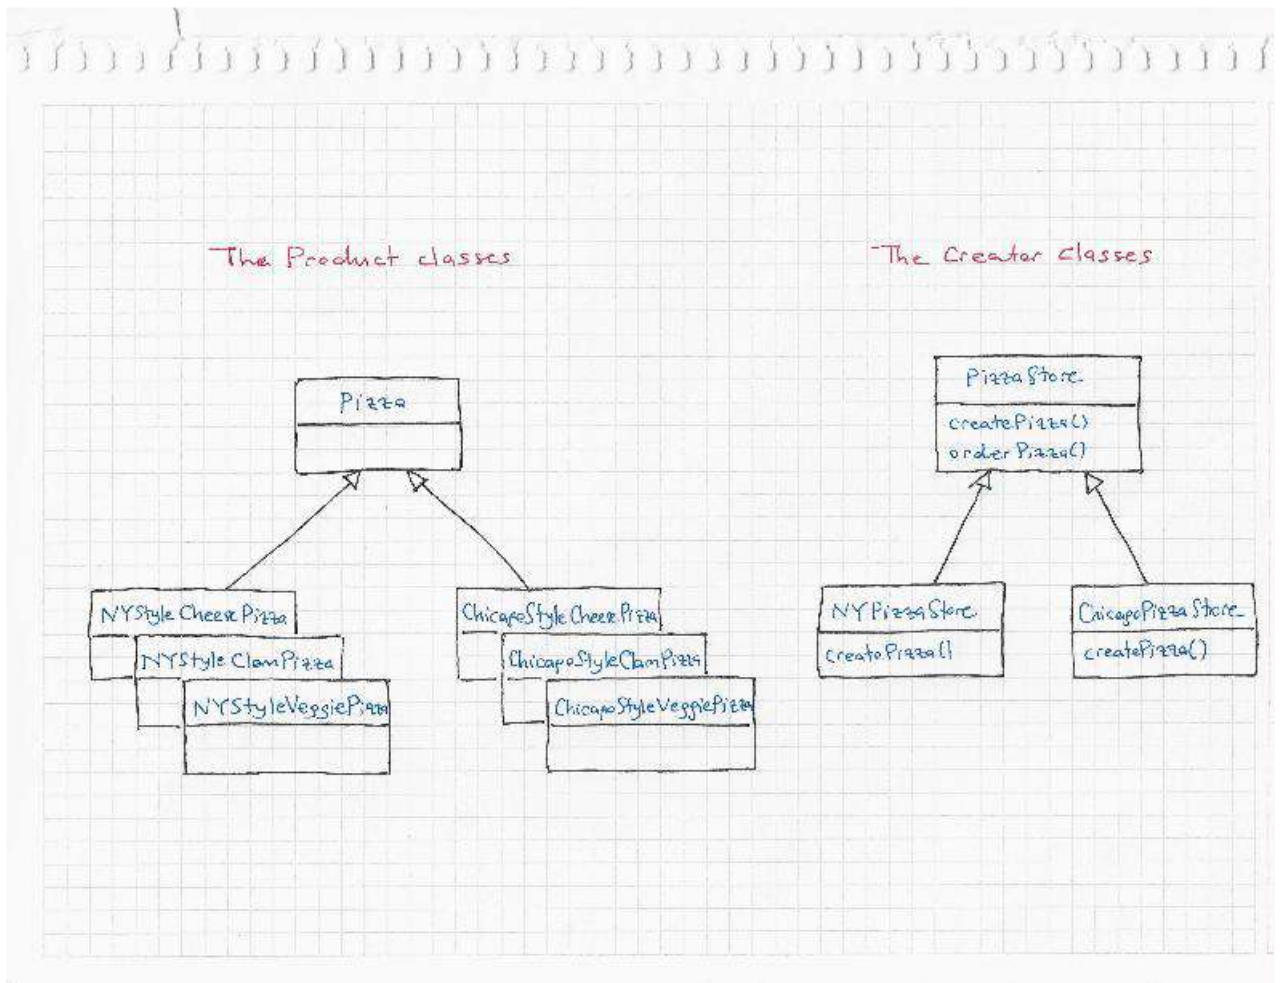 The Product classes
The Creator classes
Pizza
PizzaStore
createPizza()
orderPizza()
NYStyleCheesePizza
NYStyleClamPizza
NYStyleVeggiePizza
ChicagoStyleCheesePizza
ChicagoStyleClamPizza
ChicagoStyleVeggiePizza
NYPizzaStore
createPizza()
ChicagoPizzaStore
createPizza()